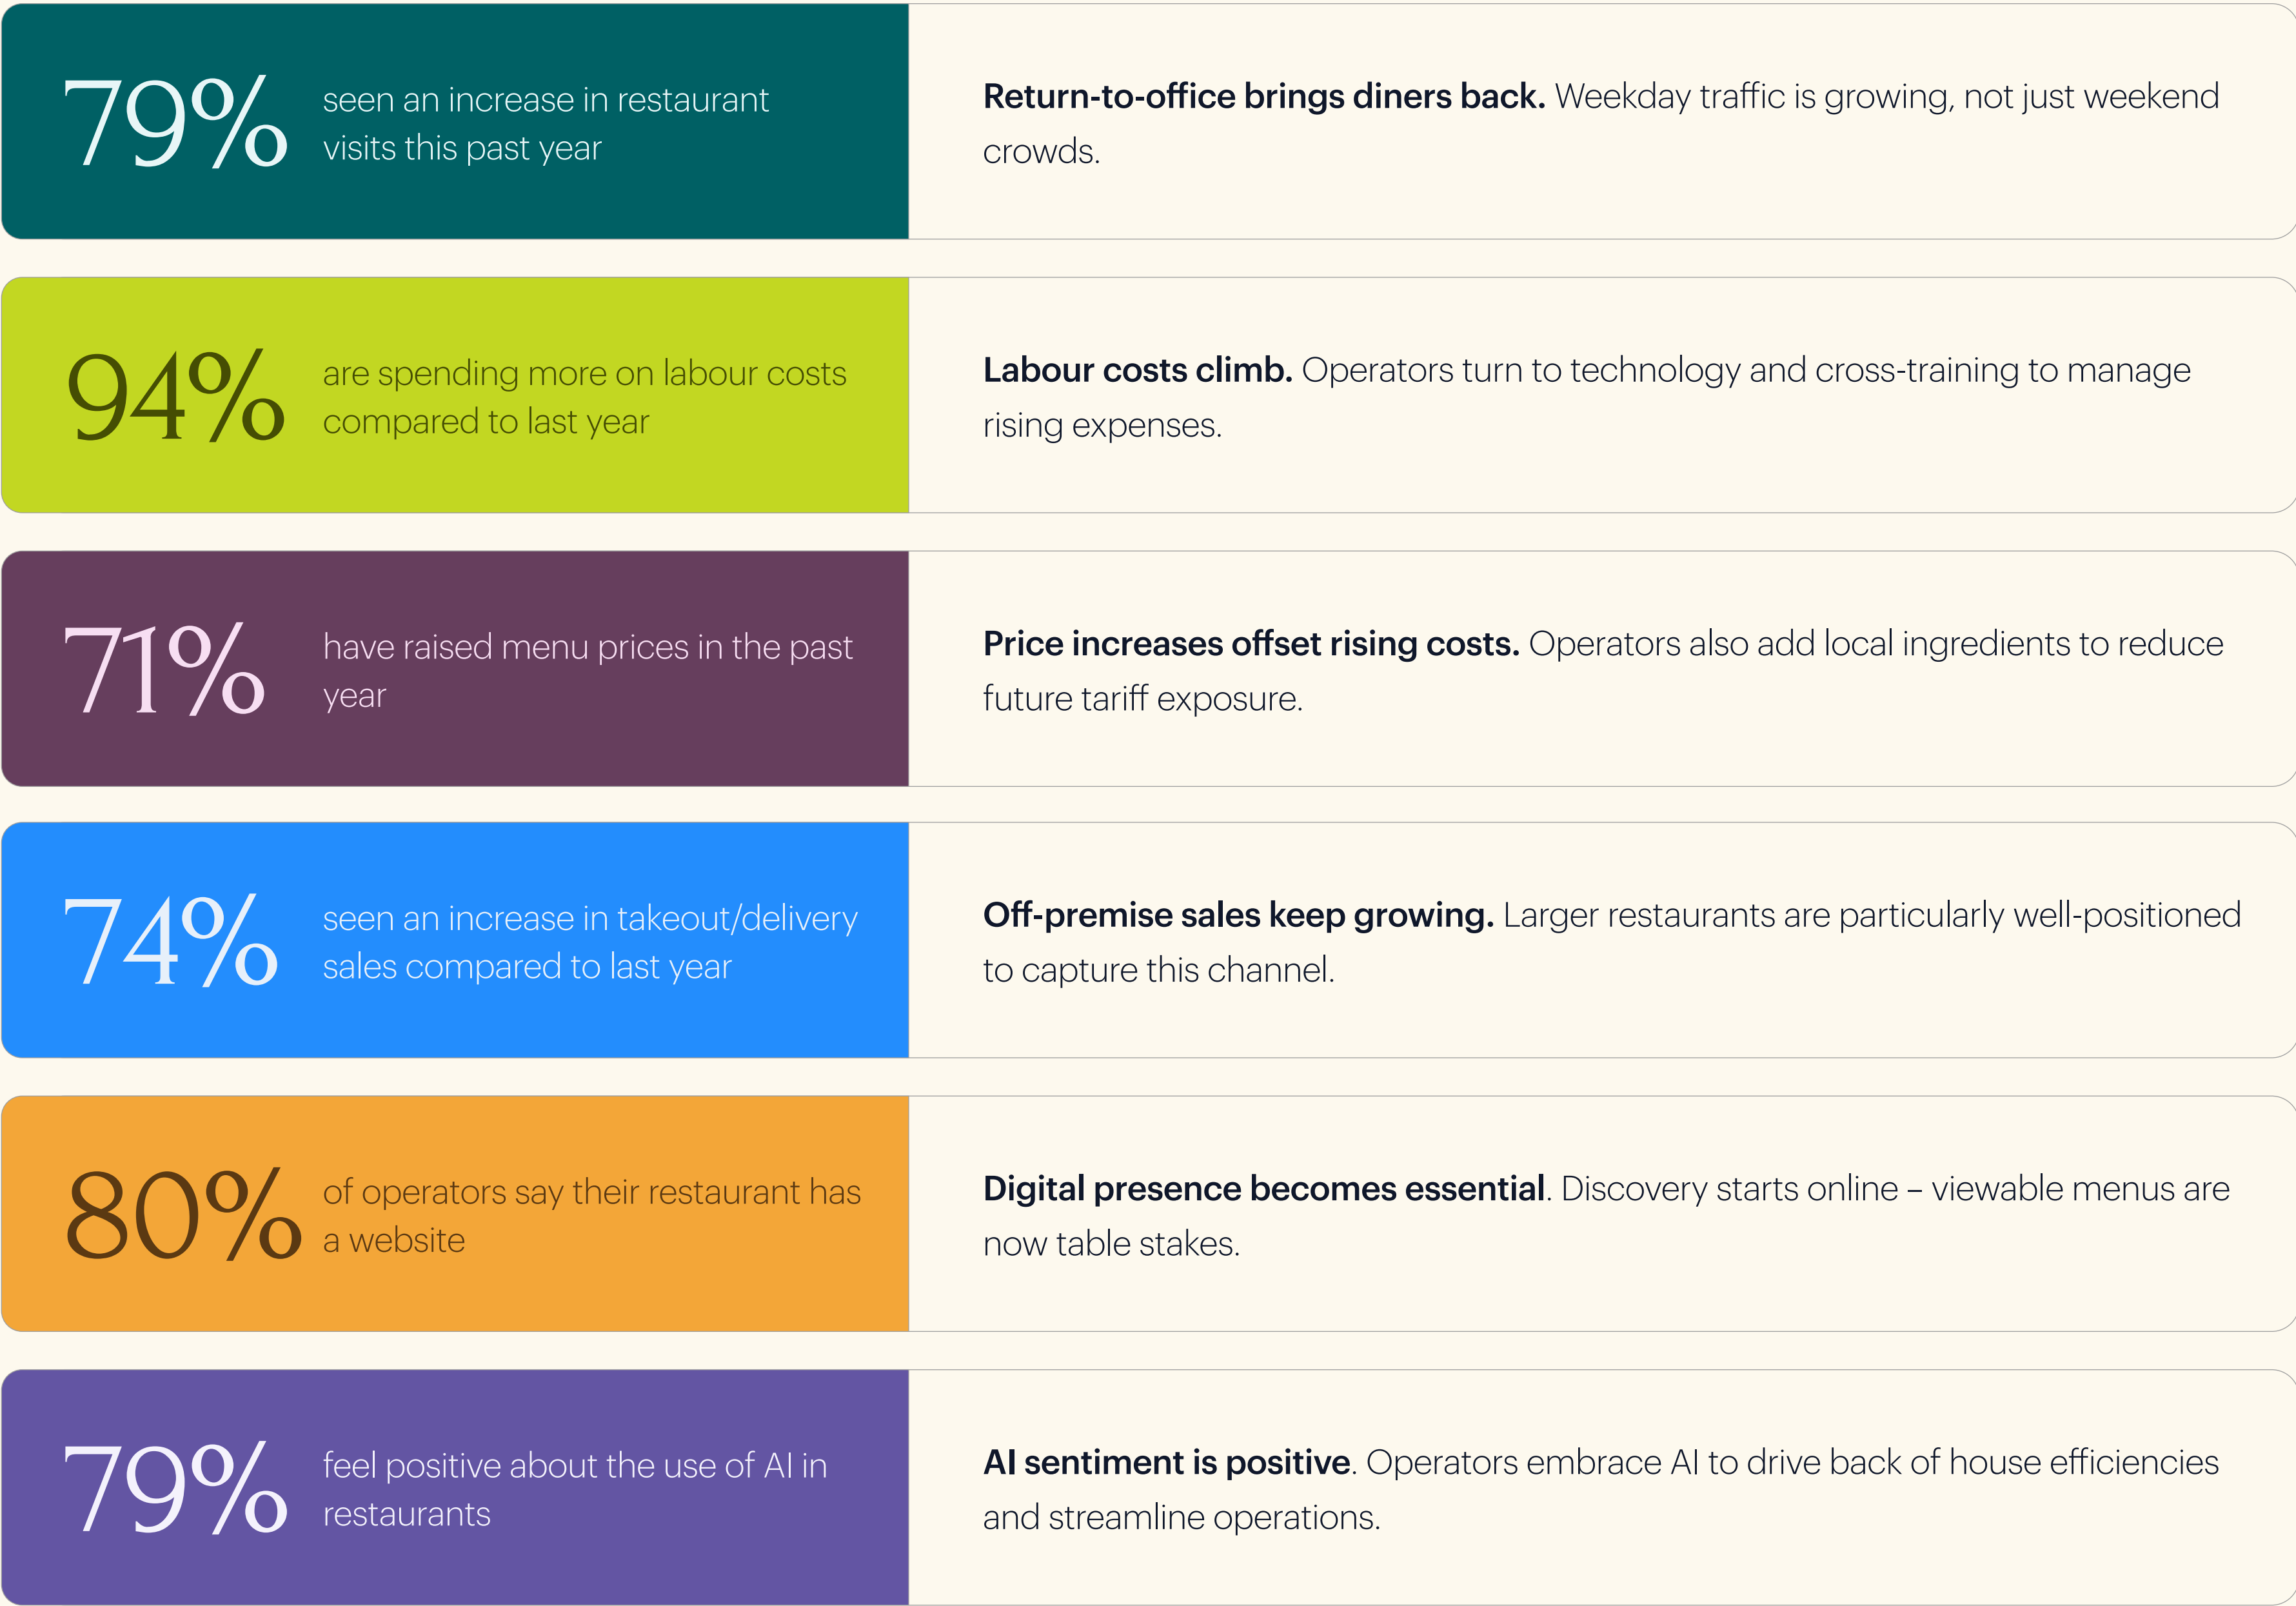 79%
seen an increase in restaurant
visits this past year
Return-to-office brings diners back. Weekday traffic is growing, not just weekend
crowds.
94%
are spending more on labour costs
compared to last year
Labour costs climb. Operators turn to technology and cross-training to manage
rising expenses.
71%
have raised menu prices in the past
year
Price increases offset rising costs. Operators also add local ingredients to reduce
future tariff exposure.
74%
seen an increase in takeout/delivery
sales compared to last year
Off-premise sales keep growing. Larger restaurants are particularly well-positioned
to capture this channel.
80%
of operators say their restaurant has
a website
Digital presence becomes essential. Discovery starts online – viewable menus are
now table stakes.
79%
feel positive about the use of AI in
restaurants
AI sentiment is positive. Operators embrace AI to drive back of house efficiencies
and streamline operations.